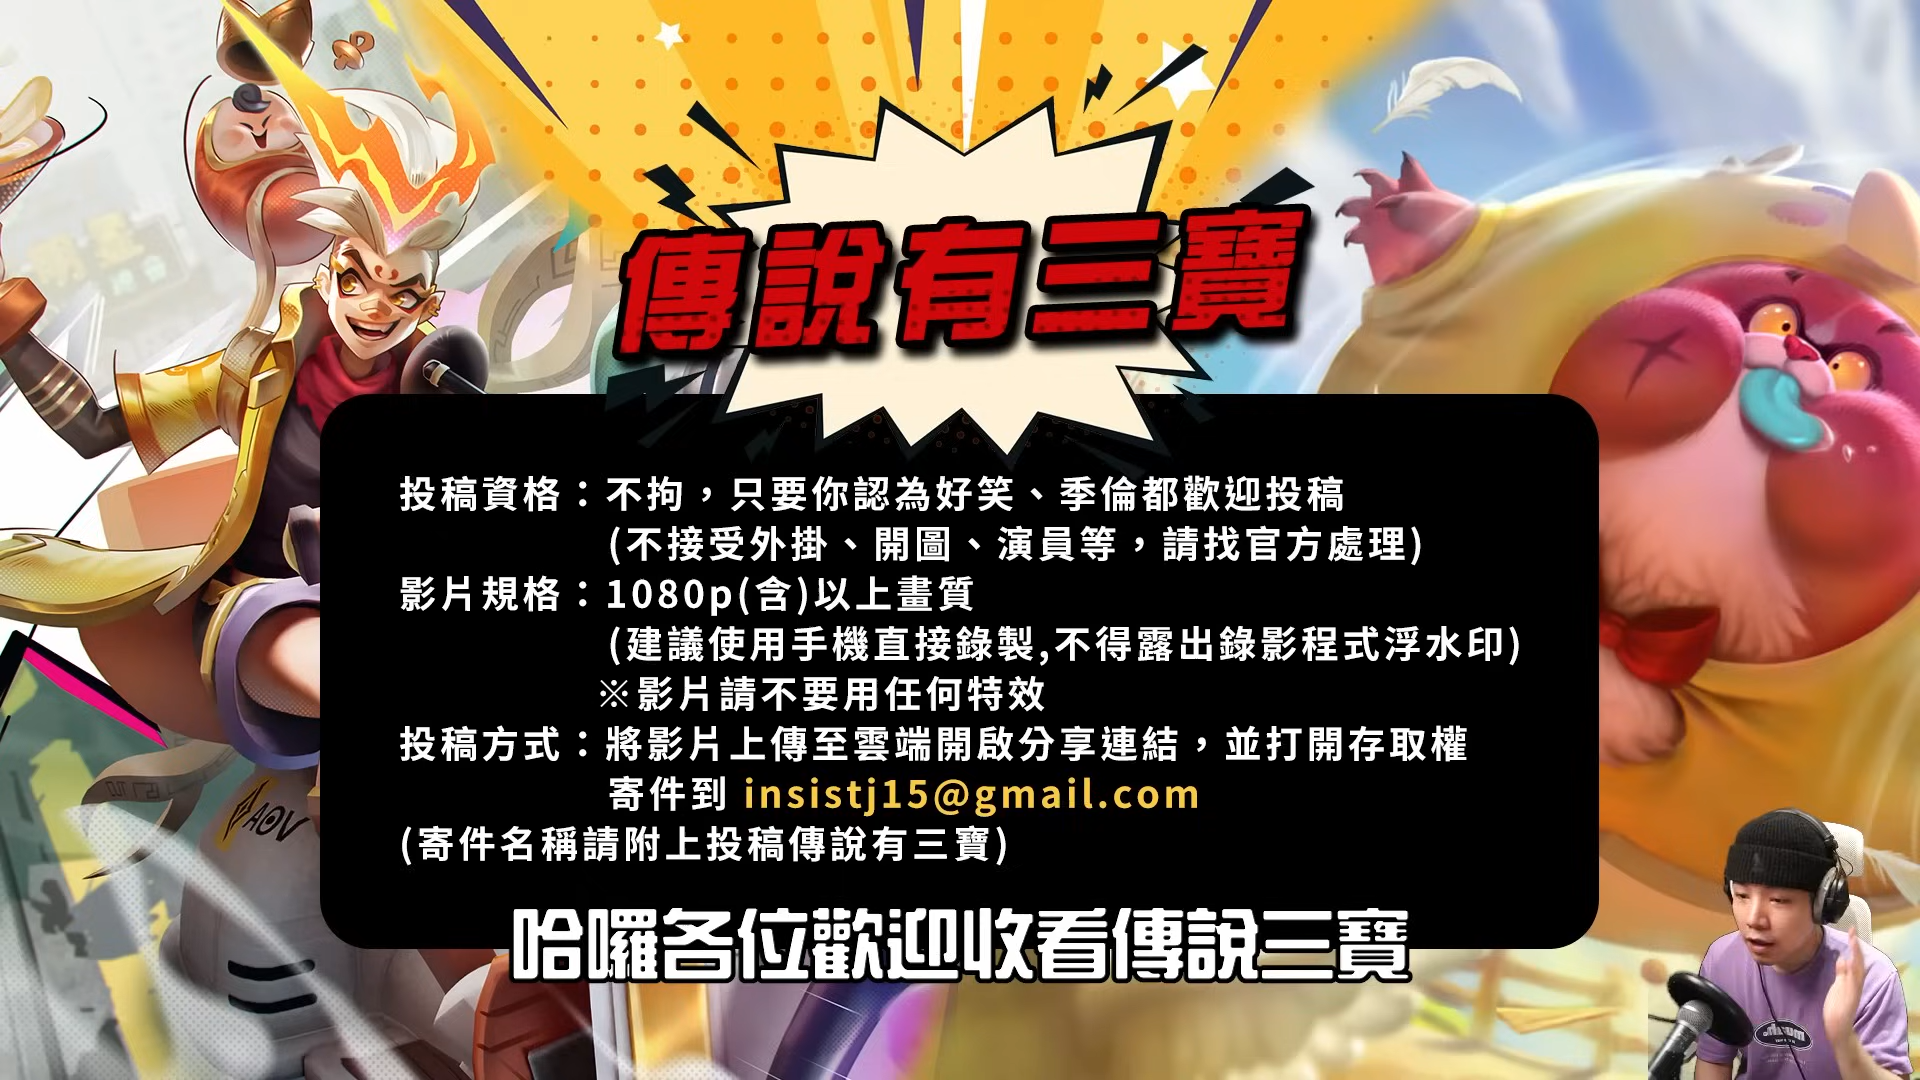 傳說有三寶
投稿資格：不拘，只要你認為好笑、季倫都歡迎投稿
(不接受外掛、開圖、演員等，請找官方處理)
影片規格：1080p(含)以上畫質
(建議使用手機直接錄製,不得露出錄影程式浮水印)
※影片請不要用任何特效
投稿方式：將影片上傳至雲端開啟分享連結，並打開存取權
寄件到 insistj15@gmail.com
(寄件名稱請附上投稿傳說有三寶)
AOV
哈囉各位歡迎收看傳說三寶